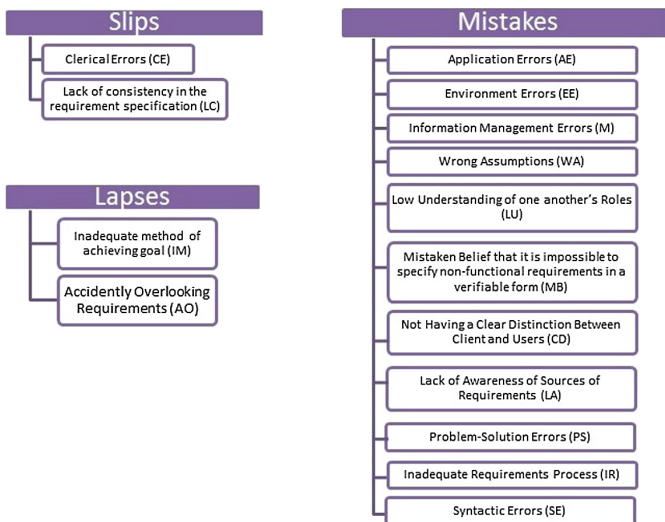 Slips
Clerical Errors (CE)
Lack of consistency in the
requirement specification (LC)
Lapses
Inadequate method of
achieving goal (IM)
Accidently Overlooking
Requirements (AO)
Mistakes
Application Errors (AE)
Environment Errors (EE)
Information Management Errors (M)
Wrong Assumptions (WA)
Low Understanding of one another’s Roles
(LU)
Mistaken Belief that it is impossible to
specify non-functional requirements in a
verifiable form (MB)
Not Having a Clear Distinction Between
Client and Users (CD)
Lack of Awareness of Sources of
Requirements (LA)
Problem-Solution Errors (PS)
Inadequate Requirements Process (IR)
Syntactic Errors (SE)